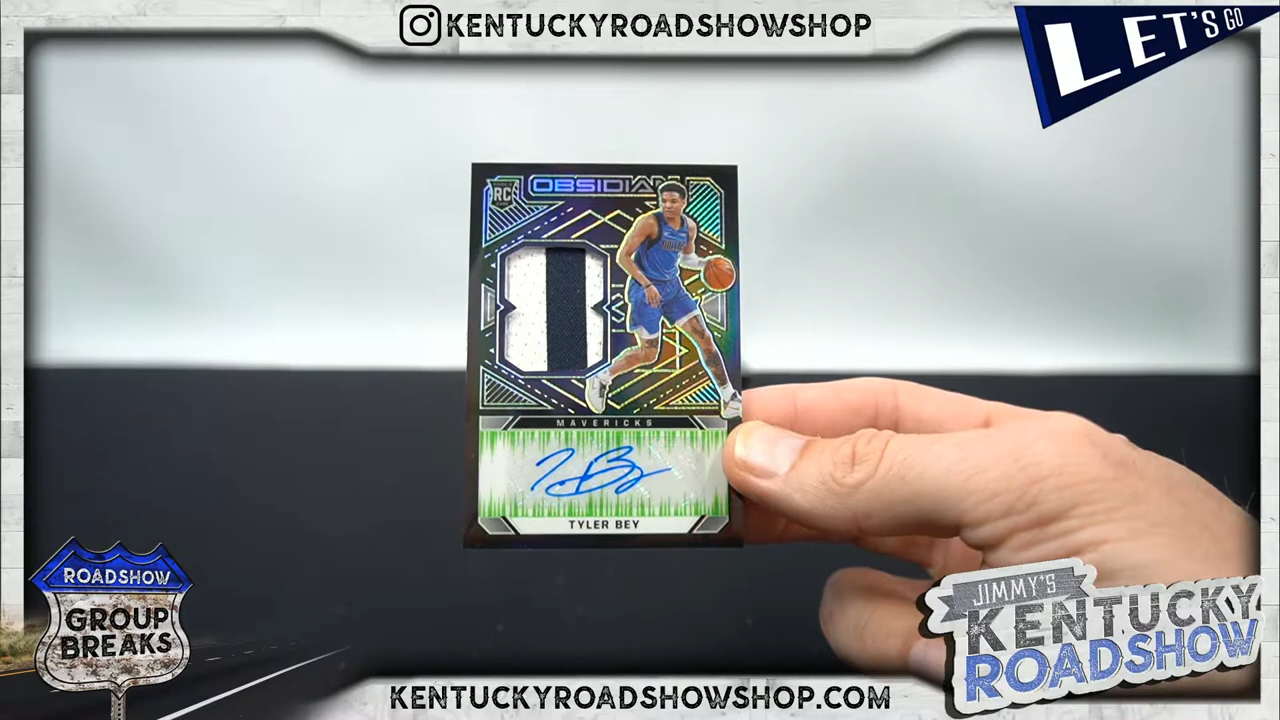 KENTUCKYROADSHOWSHOP
LET'S GO
RC
OBSIDIAN
MAVERICKS
TYLER BEY
ROADSHOW
GROUP
BREAKS
JIMMY'S
KENTUCKY
ROADSHOW
KENTUCKYROADSHOWSHOP.COM